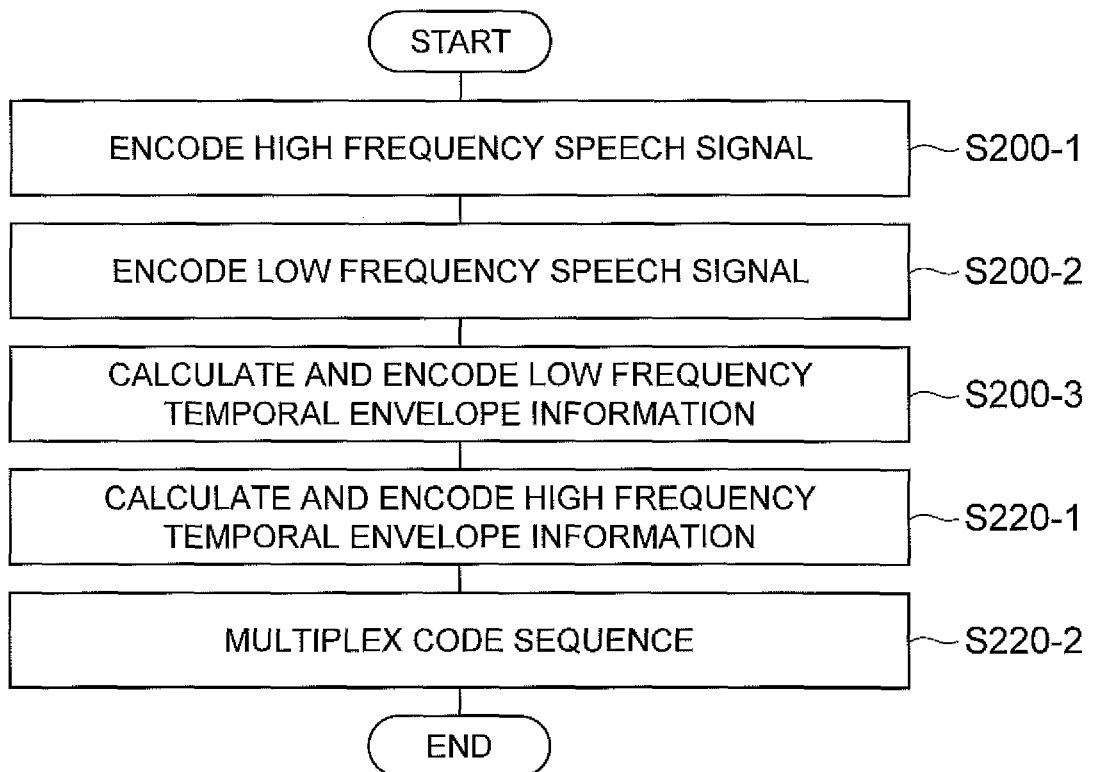 START
ENCODE HIGH FREQUENCY SPEECH SIGNAL
S200-1
ENCODE LOW FREQUENCY SPEECH SIGNAL
S200-2
CALCULATE AND ENCODE LOW FREQUENCY
TEMPORAL ENVELOPE INFORMATION
S200-3
CALCULATE AND ENCODE HIGH FREQUENCY
TEMPORAL ENVELOPE INFORMATION
S220-1
MULTIPLEX CODE SEQUENCE
S220-2
END